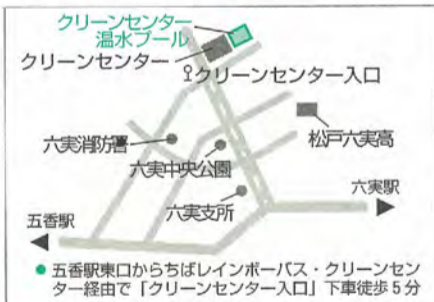 クリーンセンター
温水プール
クリーンセンター
クリーンセンター入口
六実消防署
松戸六実高
六実中央公園
六実駅
六実支所
五香駅
● 五香駅東口からちばレインボーバス・クリーンセン
ター経由で「クリーンセンター入口」下車徒歩5分